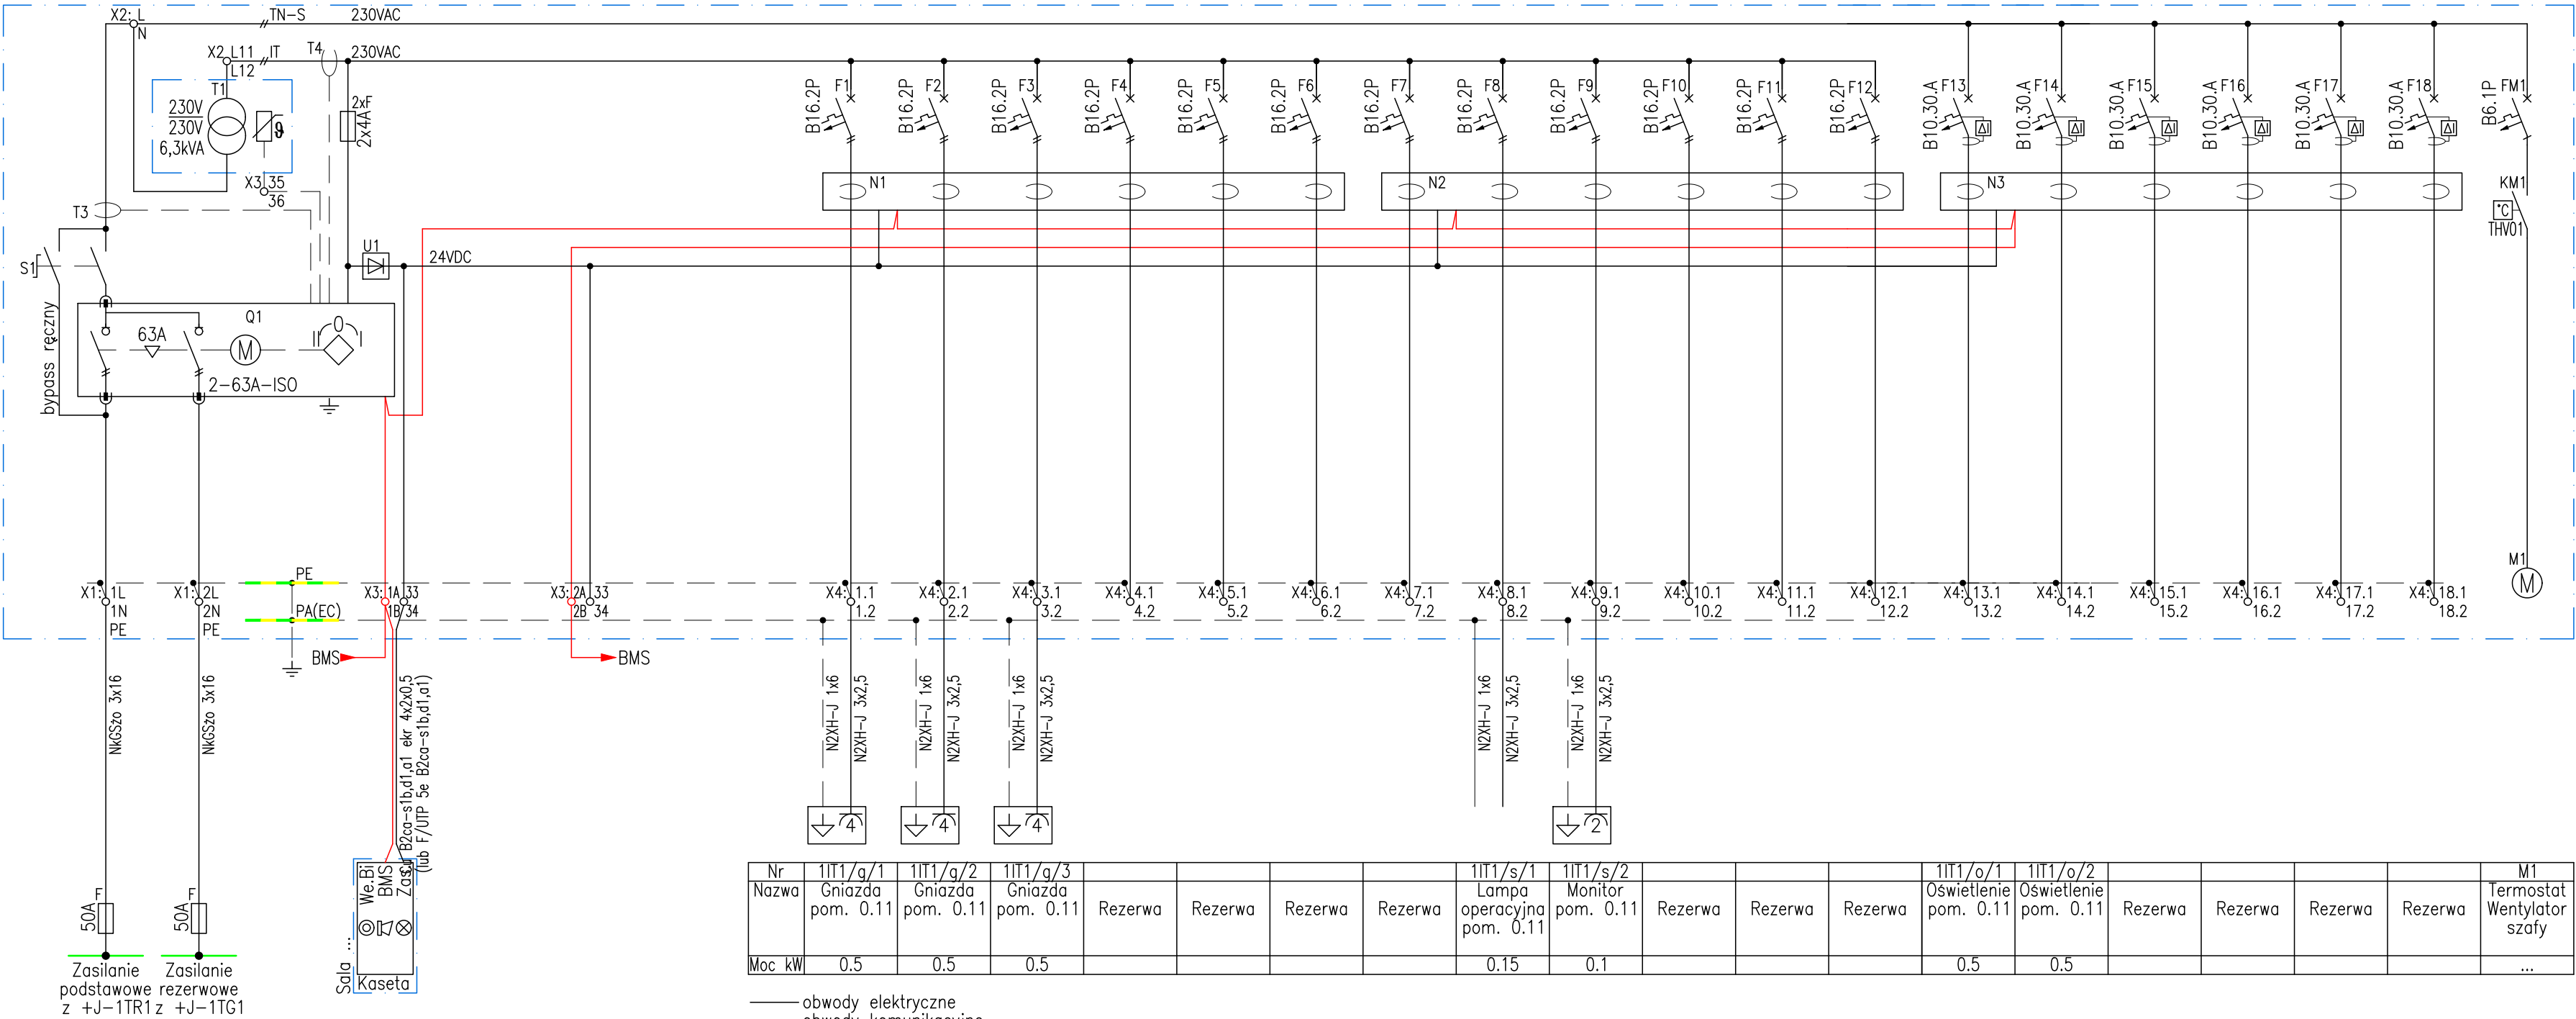 X2: L TN-S 230VAC
N
X2 L11 IT T4 230VAC
L12
T1
230V
230V
6,3kVA
ϑ
2xF
2x4A
X3 35
36
T3
S1
bypass ręczny
U1
24VDC
Q1
63A
M
0
2-63A-ISO
B16.2P F1
B16.2P F2
B16.2P F3
B16.2P F4
B16.2P F5
B16.2P F6
B16.2P F7
B16.2P F8
B16.2P F9
B16.2P F10
B16.2P F11
B16.2P F12
B10.30.A F13 ΔI
B10.30.A F14 ΔI
B10.30.A F15 ΔI
B10.30.A F16 ΔI
B10.30.A F17 ΔI
B10.30.A F18 ΔI
B6.1P FM1
N1
N2
N3
KM1
°C
THV01
M1
M
PE
PA(EC)
X1: 1L
1N
PE
X1: 2L
2N
PE
X3: 1A 33
1B 34
X3: 2A 33
2B 34
X4: 1.1
1.2
X4: 2.1
2.2
X4: 3.1
3.2
X4: 4.1
4.2
X4: 5.1
5.2
X4: 6.1
6.2
X4: 7.1
7.2
X4: 8.1
8.2
X4: 9.1
9.2
X4: 10.1
10.2
X4: 11.1
11.2
X4: 12.1
12.2
X4: 13.1
13.2
X4: 14.1
14.2
X4: 15.1
15.2
X4: 16.1
16.2
X4: 17.1
17.2
X4: 18.1
18.2
BMS
BMS
NkGSżo 3x16
NkGSżo 3x16
B2ca-s1b,d1,a1 ekr 4x2x0,5
(lub F/UTP 5e B2ca-s1b,d1,a1)
N2XH-J 1x6
N2XH-J 3x2,5
N2XH-J 1x6
N2XH-J 3x2,5
N2XH-J 1x6
N2XH-J 3x2,5
N2XH-J 1x6
N2XH-J 3x2,5
N2XH-J 1x6
N2XH-J 3x2,5
4
4
4
2
50A F
50A F
Zasilanie
podstawowe
z +J-1TR1
Zasilanie
rezerwowe
z +J-1TG1
We.Bi
BMS
Sala ...
Kaseta
Nr 1IT1/g/1 1IT1/g/2 1IT1/g/3 1IT1/s/1 1IT1/s/2 1IT1/o/1 1IT1/o/2 M1
Nazwa Gniazda Gniazda Gniazda Lampa Monitor Oświetlenie Oświetlenie Termostat
pom. 0.11 pom. 0.11 pom. 0.11 Rezerwa Rezerwa Rezerwa Rezerwa operacyjna pom. 0.11 Rezerwa Rezerwa Rezerwa pom. 0.11 pom. 0.11 Rezerwa Rezerwa Rezerwa Rezerwa Wentylator
pom. 0.11 szafy
Moc kW 0.5 0.5 0.5 0.15 0.1 0.5 0.5 ...
obwody elektryczne